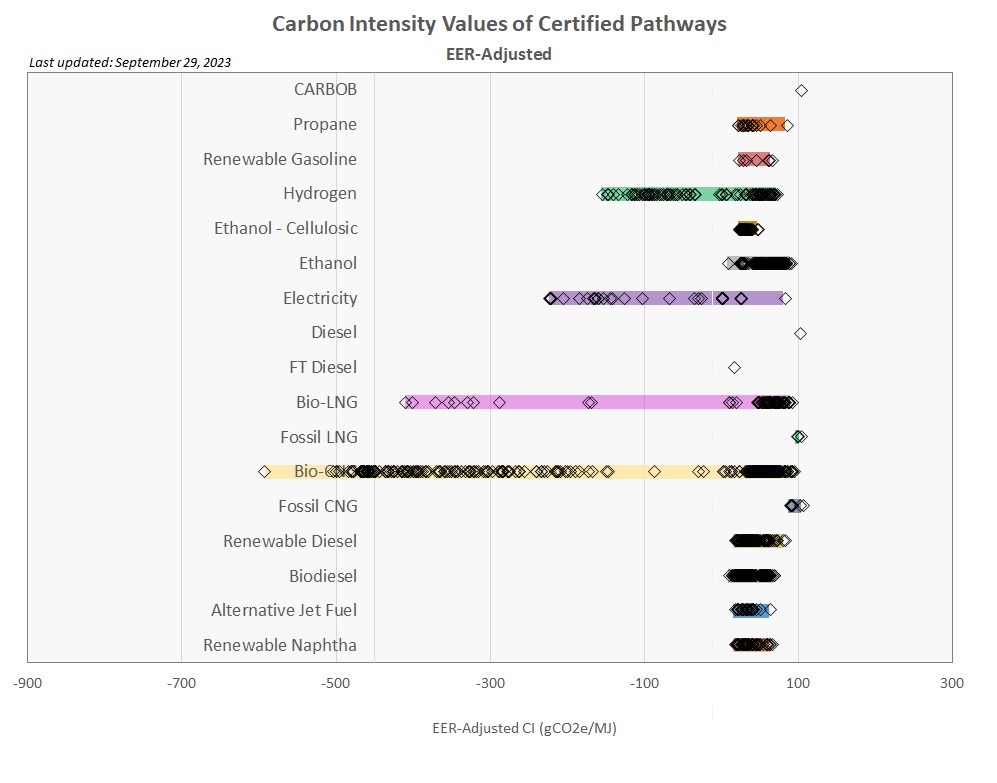 Carbon Intensity Values of Certified Pathways
EER-Adjusted
Last updated: September 29, 2023
CARBOB
Propane
Renewable Gasoline
Hydrogen
Ethanol - Cellulosic
Ethanol
Electricity
Diesel
FT Diesel
Bio-LNG
Fossil LNG
Bio-
Fossil CNG
Renewable Diesel
Biodiesel
Alternative Jet Fuel
Renewable Naphtha
-900 -700 -500 -300 -100 100 300
EER-Adjusted CI (gCO2e/MJ)